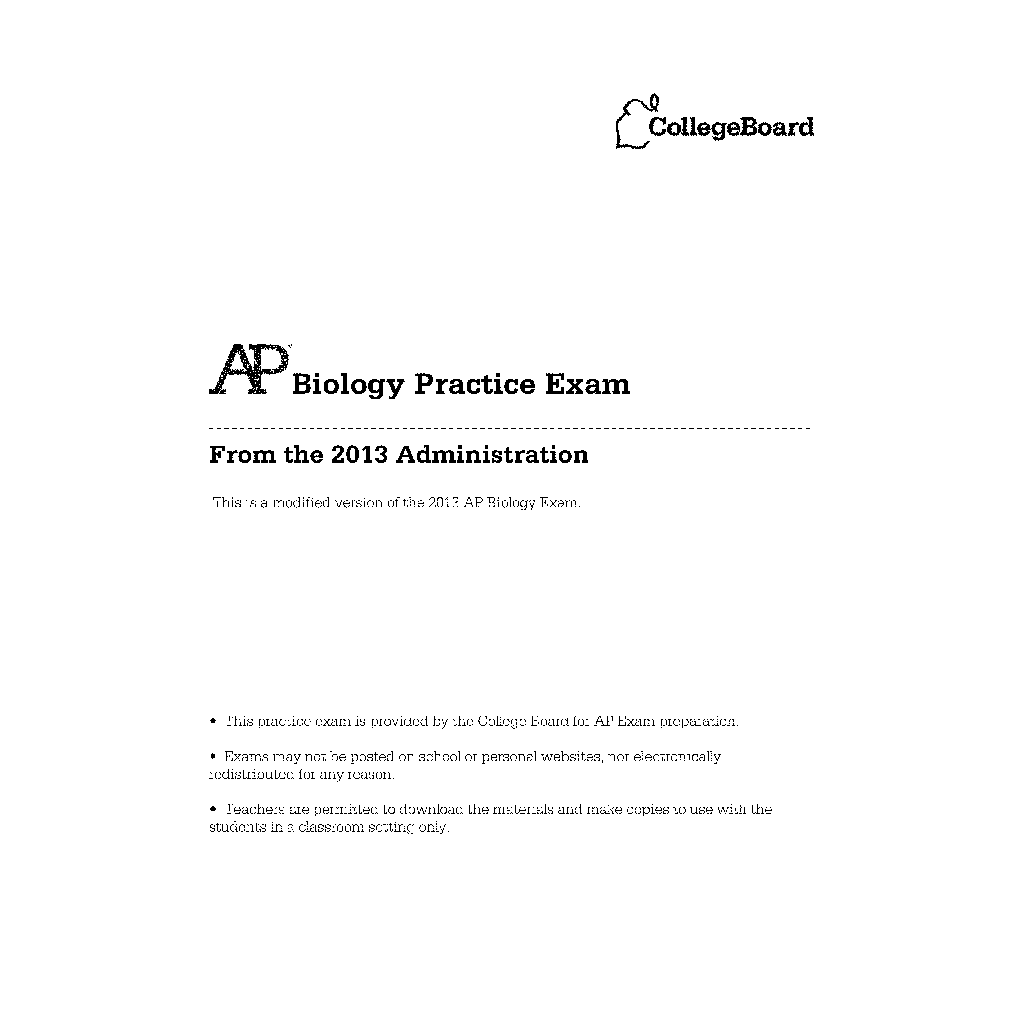 CollegeBoard
AP Biology Practice Exam
From the 2013 Administration
This is a modified version of the 2013 AP Biology Exam.
• This practice exam is provided by the College Board for AP Exam preparation.
• Exams may not be posted on school or personal websites, nor electronically
redistributed for any reason.
• Teachers are permitted to download the materials and make copies to use with the
students in a classroom setting only.